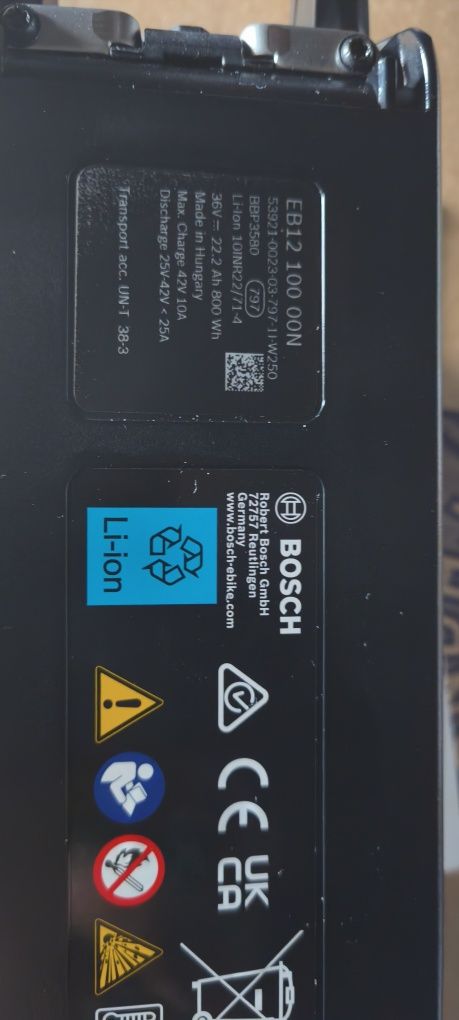 EB12 100 00N
53921-0023-03-797-11-W250
BBP3580 797
Li-Ion 10INR22/71-4
36V ⎓ 22.2 Ah 800 Wh
Made in Hungary
Max. Charge 42V 10A
Discharge 25V-42V < 25A
Transport acc. UN-T 38-3
BOSCH
Robert Bosch GmbH
72757 Reutlingen
Germany
www.bosch-ebike.com
Li-ion
CE
UK
CA